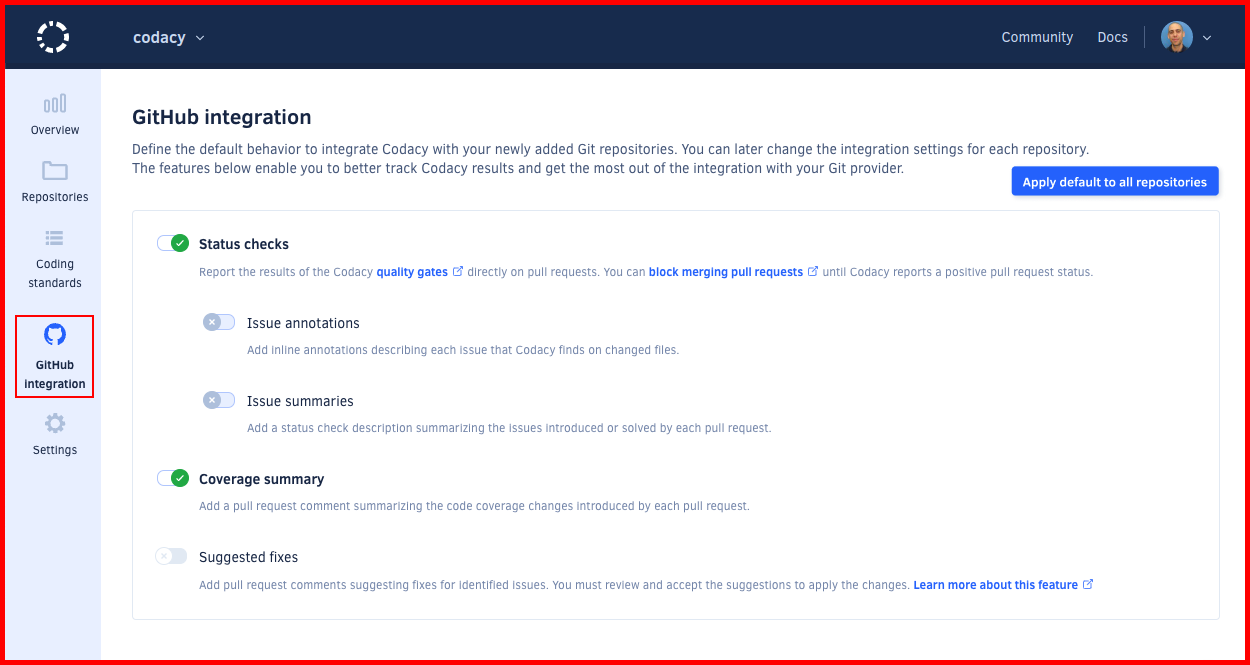 codacy
Community
Docs
Overview
Repositories
Coding
standards
GitHub
integration
Settings
GitHub integration
Define the default behavior to integrate Codacy with your newly added Git repositories. You can later change the integration settings for each repository.
The features below enable you to better track Codacy results and get the most out of the integration with your Git provider.
Apply default to all repositories
Status checks
Report the results of the Codacy quality gates directly on pull requests. You can block merging pull requests until Codacy reports a positive pull request status.
Issue annotations
Add inline annotations describing each issue that Codacy finds on changed files.
Issue summaries
Add a status check description summarizing the issues introduced or solved by each pull request.
Coverage summary
Add a pull request comment summarizing the code coverage changes introduced by each pull request.
Suggested fixes
Add pull request comments suggesting fixes for identified issues. You must review and accept the suggestions to apply the changes. Learn more about this feature